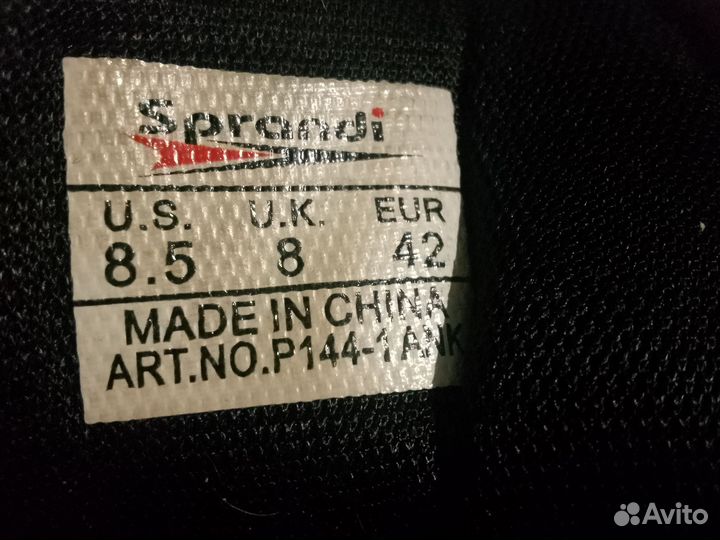 Sprandi
U.S. U.K. EUR
8.5 8 42
MADE IN CHINA
ART.NO.P144-1ANK
Avito